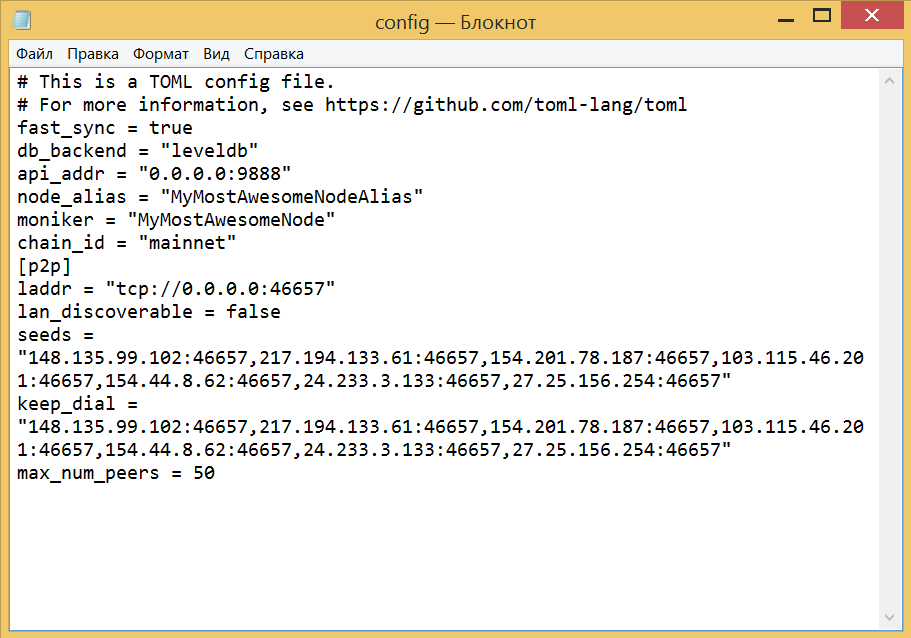 config — Блокнот
Файл Правка Формат Вид Справка
# This is a TOML config file.
# For more information, see https://github.com/toml-lang/toml
fast_sync = true
db_backend = "leveldb"
api_addr = "0.0.0.0:9888"
node_alias = "MyMostAwesomeNodeAlias"
moniker = "MyMostAwesomeNode"
chain_id = "mainnet"
[p2p]
laddr = "tcp://0.0.0.0:46657"
lan_discoverable = false
seeds =
"148.135.99.102:46657,217.194.133.61:46657,154.201.78.187:46657,103.115.46.20
1:46657,154.44.8.62:46657,24.233.3.133:46657,27.25.156.254:46657"
keep_dial =
"148.135.99.102:46657,217.194.133.61:46657,154.201.78.187:46657,103.115.46.20
1:46657,154.44.8.62:46657,24.233.3.133:46657,27.25.156.254:46657"
max_num_peers = 50